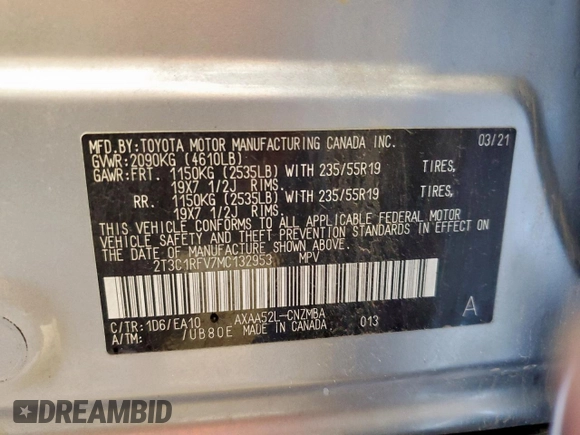 MFD.BY:TOYOTA MOTOR MANUFACTURING CANADA INC. 03/21
GVWR:2090KG (4610LB)
GAWR:FRT. 1150KG (2535LB) WITH 235/55R19 TIRES,
19X7 1/2J RIMS.
RR. 1150KG (2535LB) WITH 235/55R19 TIRES,
19X7 1/2J RIMS.
THIS VEHICLE CONFORMS TO ALL APPLICABLE FEDERAL MOTOR
VEHICLE SAFETY AND THEFT PREVENTION STANDARDS IN EFFECT ON
THE DATE OF MANUFACTURE SHOWN ABOVE.
2T3C1RFV7MC132953 MPV
C/TR:1D6/EA10 AXAA52L-CNZMBA 013 A
A/TM: /UB80E MADE IN CANADA
DREAMBID